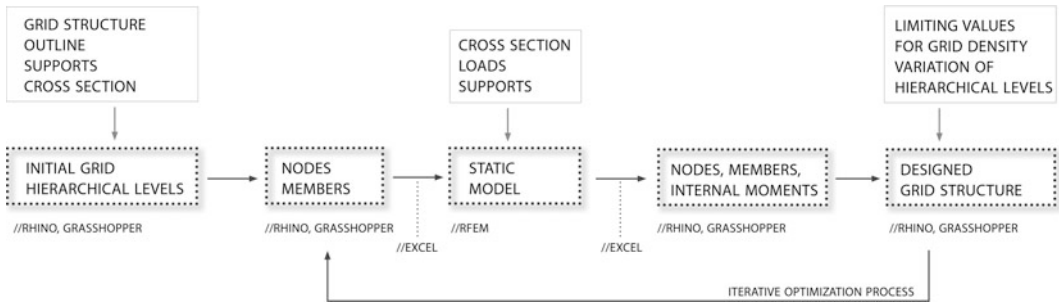 GRID STRUCTURE
OUTLINE
SUPPORTS
CROSS SECTION
CROSS SECTION
LOADS
SUPPORTS
LIMITING VALUES
FOR GRID DENSITY
VARIATION OF
HIERARCHICAL LEVELS
INITIAL GRID
HIERARCHICAL LEVELS
NODES
MEMBERS
STATIC
MODEL
NODES, MEMBERS,
INTERNAL MOMENTS
DESIGNED
GRID STRUCTURE
//RHINO, GRASSHOPPER
//RHINO, GRASSHOPPER
//EXCEL
//RFEM
//EXCEL
//RHINO, GRASSHOPPER
//RHINO, GRASSHOPPER
ITERATIVE OPTIMIZATION PROCESS